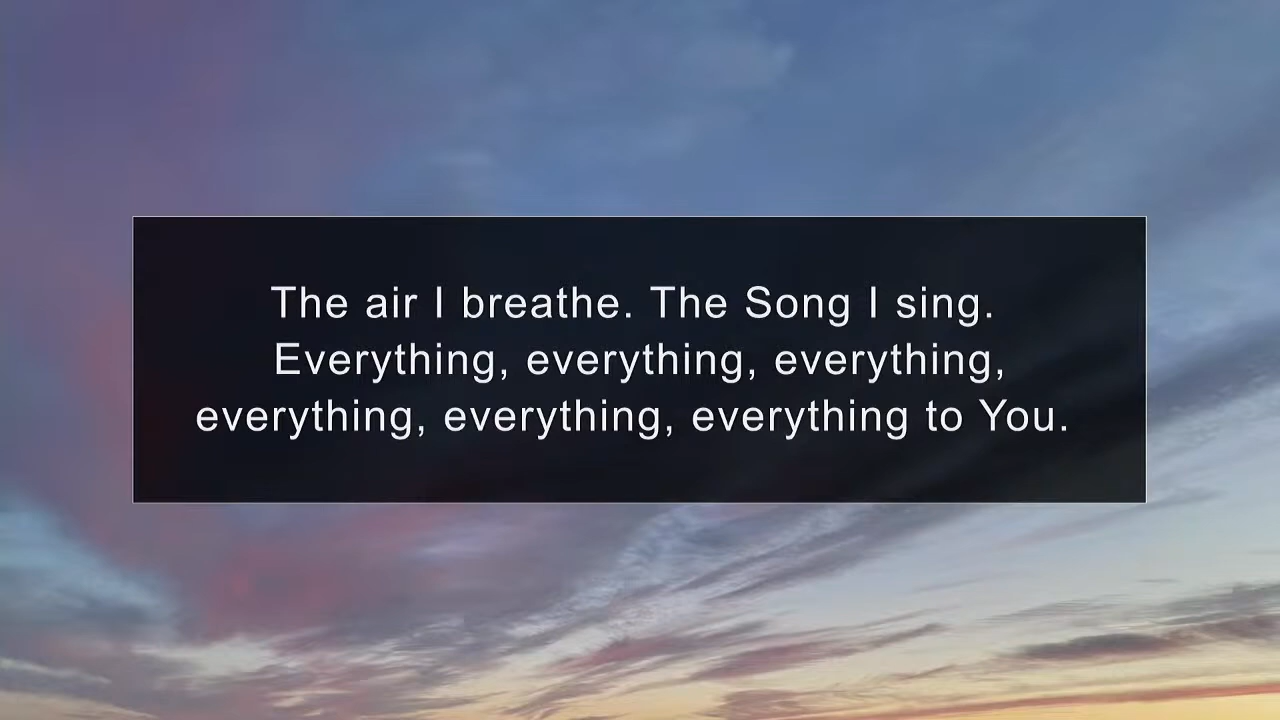 The air I breathe. The Song I sing.
Everything, everything, everything,
everything, everything, everything to You.